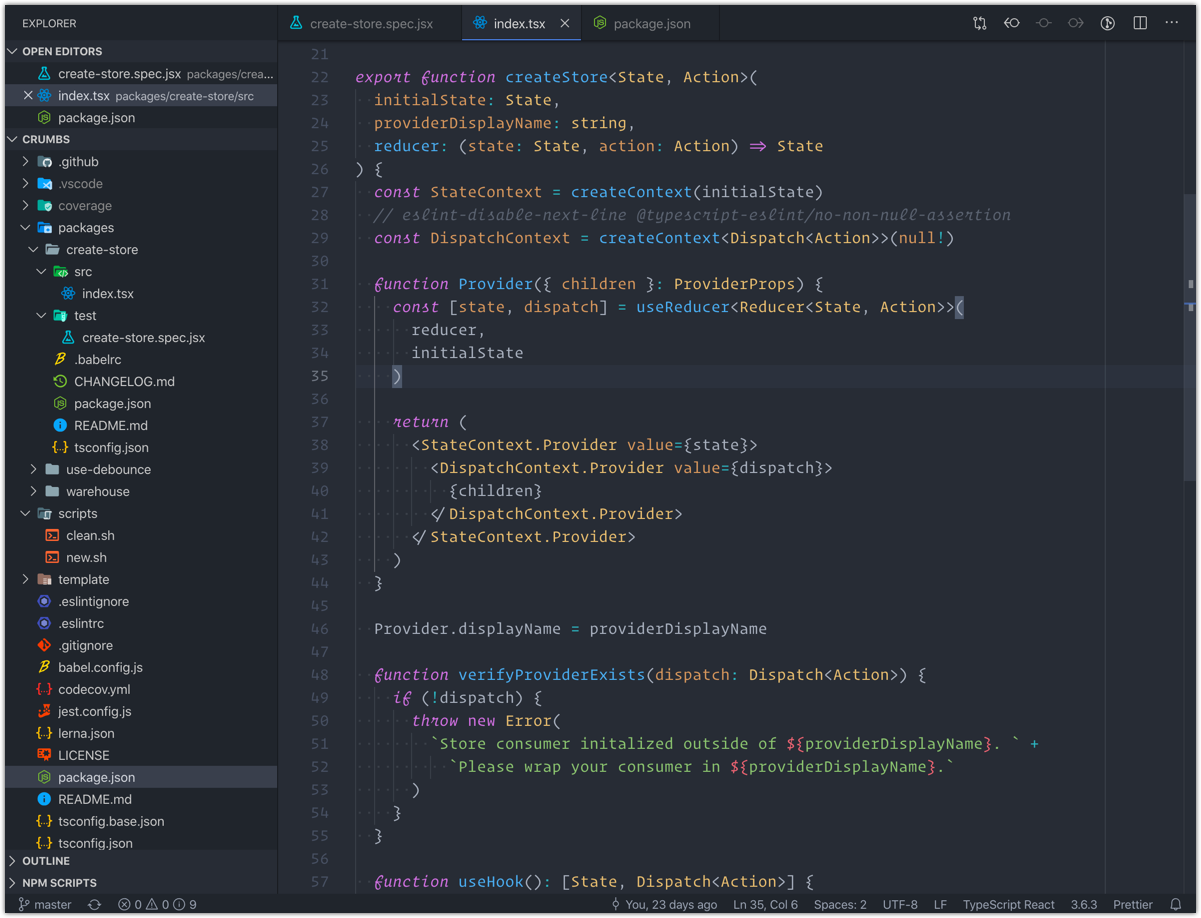 EXPLORER
OPEN EDITORS
create-store.spec.jsx packages/crea...
index.tsx packages/create-store/src
package.json
CRUMBS
.github
.vscode
coverage
packages
create-store
src
index.tsx
test
create-store.spec.jsx
.babelrc
CHANGELOG.md
package.json
README.md
tsconfig.json
use-debounce
warehouse
scripts
clean.sh
new.sh
template
.eslintignore
.eslintrc
.gitignore
babel.config.js
codecov.yml
jest.config.js
lerna.json
LICENSE
package.json
README.md
tsconfig.base.json
tsconfig.json
OUTLINE
NPM SCRIPTS
create-store.spec.jsx index.tsx package.json
21
22 export function createStore<State, Action>(
23 initialState: State,
24 providerDisplayName: string,
25 reducer: (state: State, action: Action) => State
26 ) {
27 const StateContext = createContext(initialState)
28 // eslint-disable-next-line @typescript-eslint/no-non-null-assertion
29 const DispatchContext = createContext<Dispatch<Action>>(null!)
30
31 function Provider({ children }: ProviderProps) {
32 const [state, dispatch] = useReducer<Reducer<State, Action>>(
33 reducer,
34 initialState
35 )
36
37 return (
38 <StateContext.Provider value={state}>
39 <DispatchContext.Provider value={dispatch}>
40 {children}
41 </DispatchContext.Provider>
42 </StateContext.Provider>
43 )
44 }
45
46 Provider.displayName = providerDisplayName
47
48 function verifyProviderExists(dispatch: Dispatch<Action>) {
49 if (!dispatch) {
50 throw new Error(
51 `Store consumer initalized outside of ${providerDisplayName}. ` +
52 `Please wrap your consumer in ${providerDisplayName}.`
53 )
54 }
55 }
56
57 function useHook(): [State, Dispatch<Action>] {
master 0 0 9 You, 23 days ago Ln 35, Col 6 Spaces: 2 UTF-8 LF TypeScript React 3.6.3 Prettier